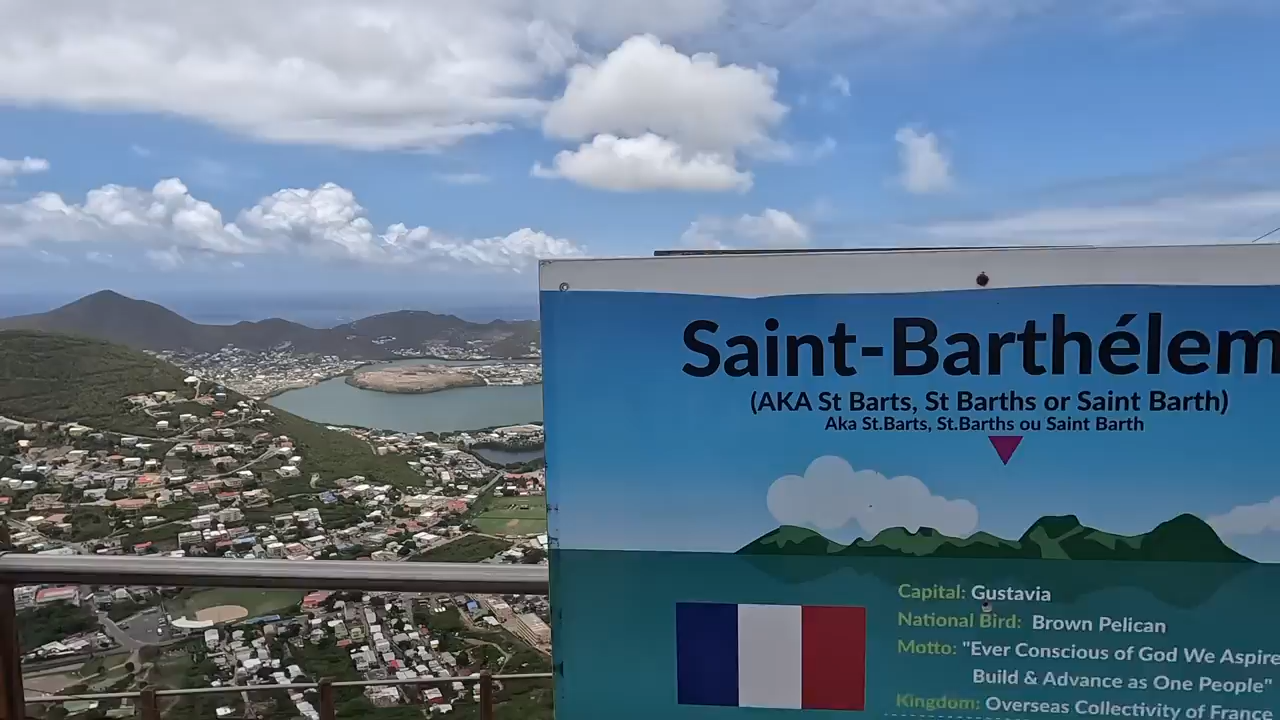 Saint-Barthélem
(AKA St Barts, St Barths or Saint Barth)
Aka St.Barts, St.Barths ou Saint Barth
Capital: Gustavia
National Bird: Brown Pelican
Motto: "Ever Conscious of God We Aspire
Build & Advance as One People"
Kingdom: Overseas Collectivity of France